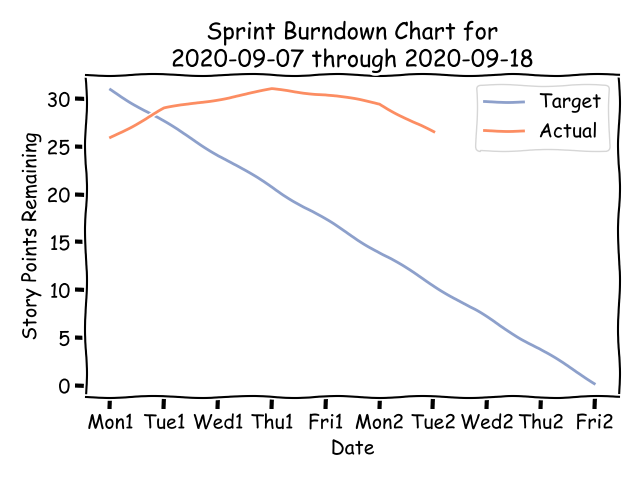 Sprint Burndown Chart for
2020-09-07 through 2020-09-18
Target
Actual
Story Points Remaining
30
25
20
15
10
5
0
Mon1 Tue1 Wed1 Thu1 Fri1 Mon2 Tue2 Wed2 Thu2 Fri2
Date